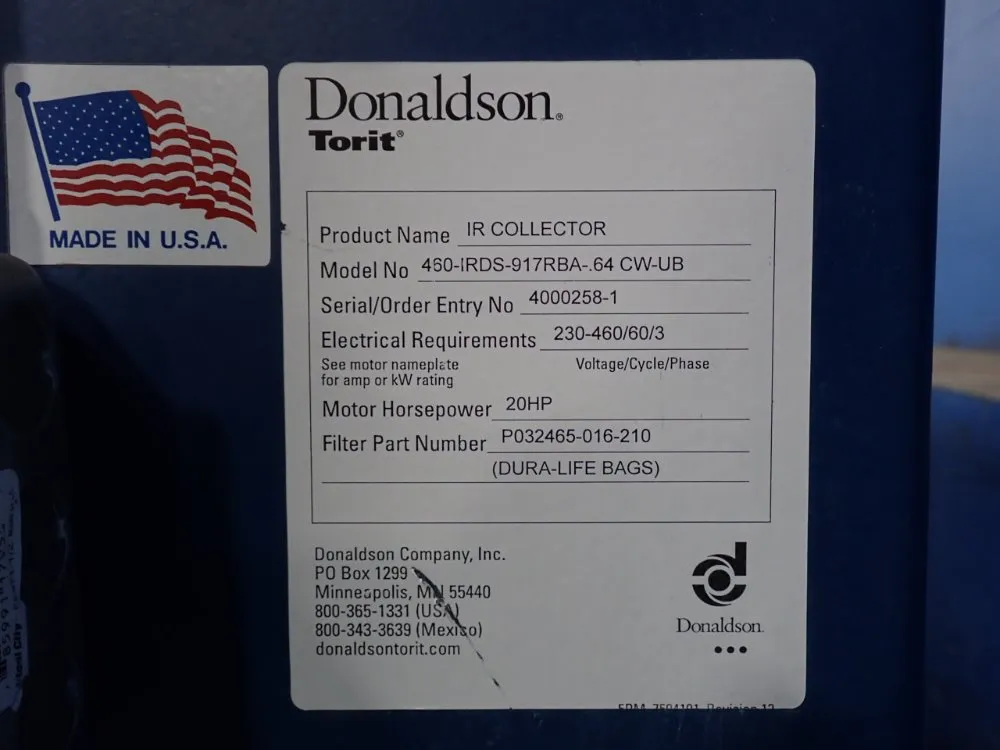 MADE IN U.S.A.
Donaldson®
Torit®
Product Name IR COLLECTOR
Model No 460-IRDS-917RBA-.64 CW-UB
Serial/Order Entry No 4000258-1
Electrical Requirements 230-460/60/3
See motor nameplate Voltage/Cycle/Phase
for amp or kW rating
Motor Horsepower 20HP
Filter Part Number P032465-016-210
(DURA-LIFE BAGS)
Donaldson Company, Inc.
PO Box 1299
Minneapolis, MN 55440
800-365-1331 (USA)
800-343-3639 (Mexico)
donaldsontorit.com
Donaldson.